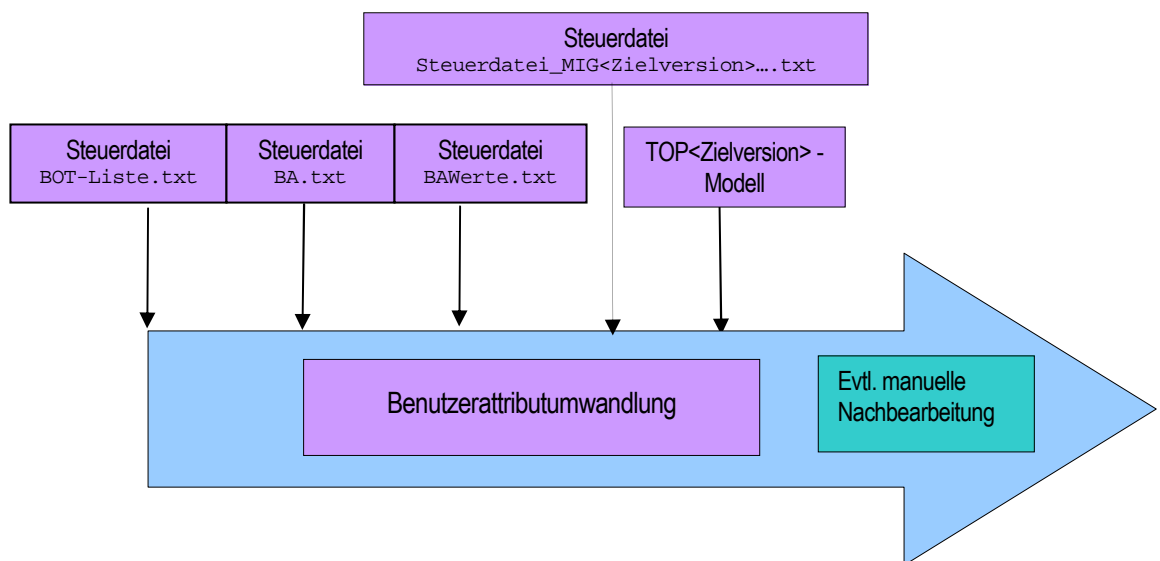 Steuerdatei
Steuerdatei_MIG<Zielversion>….txt
Steuerdatei
BOT-Liste.txt
Steuerdatei
BA.txt
Steuerdatei
BAWerte.txt
TOP<Zielversion> -
Modell
Benutzerattributumwandlung
Evtl. manuelle
Nachbearbeitung